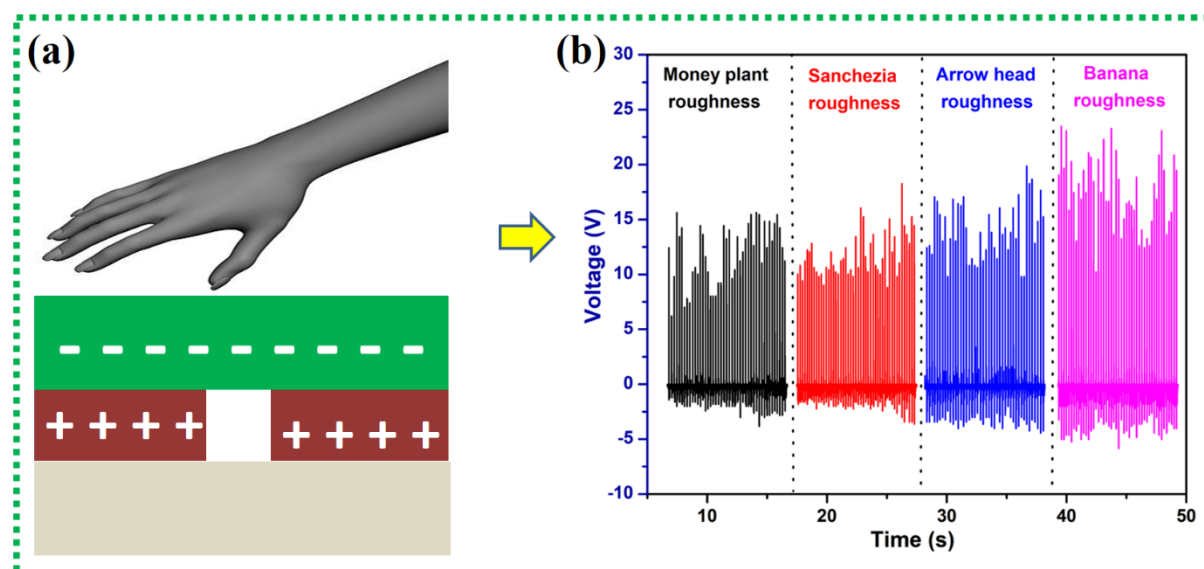 (a)
- - - - - - - - -
+ + + + + + + +
(b)
Money plant
roughness
Sanchezia
roughness
Arrow head
roughness
Banana
roughness
Voltage (V)
30
25
20
15
10
5
0
-5
-10
10 20 30 40 50
Time (s)